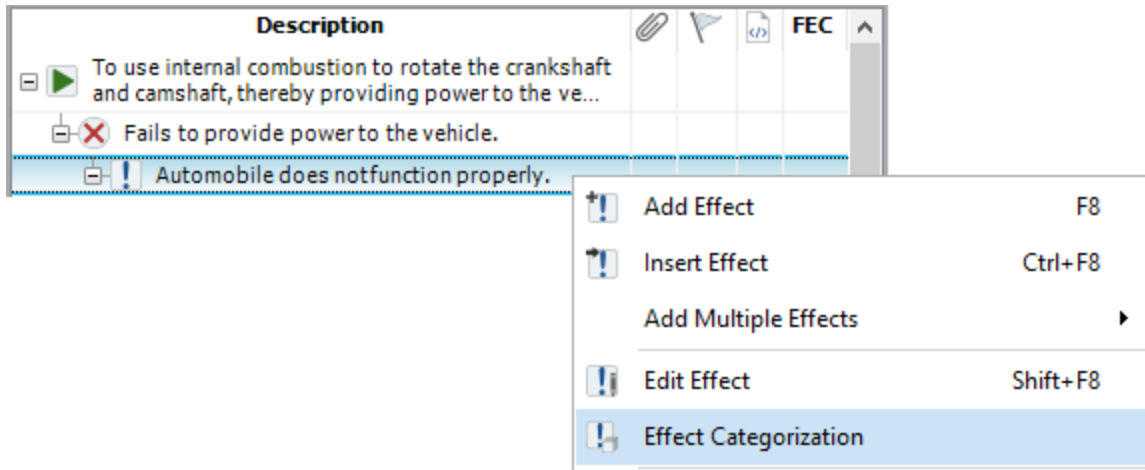 Description FEC
To use internal combustion to rotate the crankshaft
and camshaft, thereby providing power to the ve...
Fails to provide power to the vehicle.
Automobile does not function properly.
Add Effect F8
Insert Effect Ctrl+F8
Add Multiple Effects
Edit Effect Shift+F8
Effect Categorization